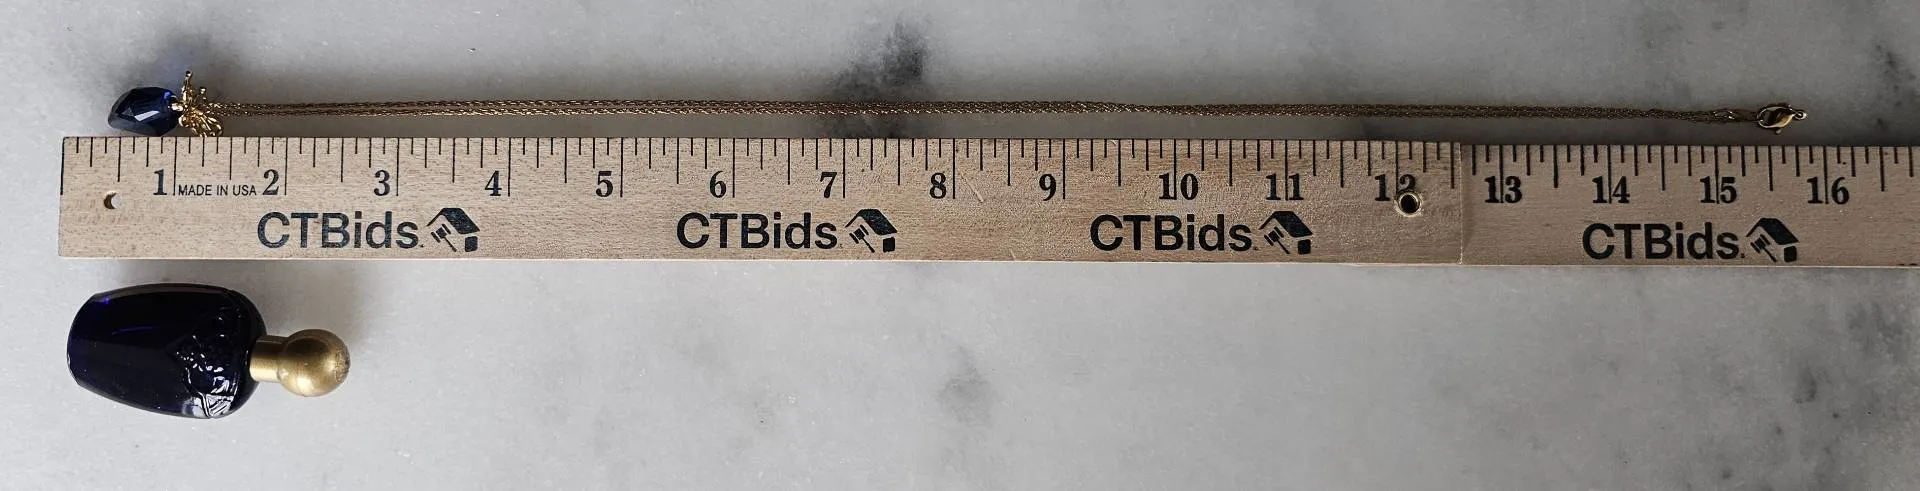 1 MADE IN USA 2 3 4 5 6 7 8 9 10 11 12 13 14 15 16
CTBids. CTBids. CTBids. CTBids.